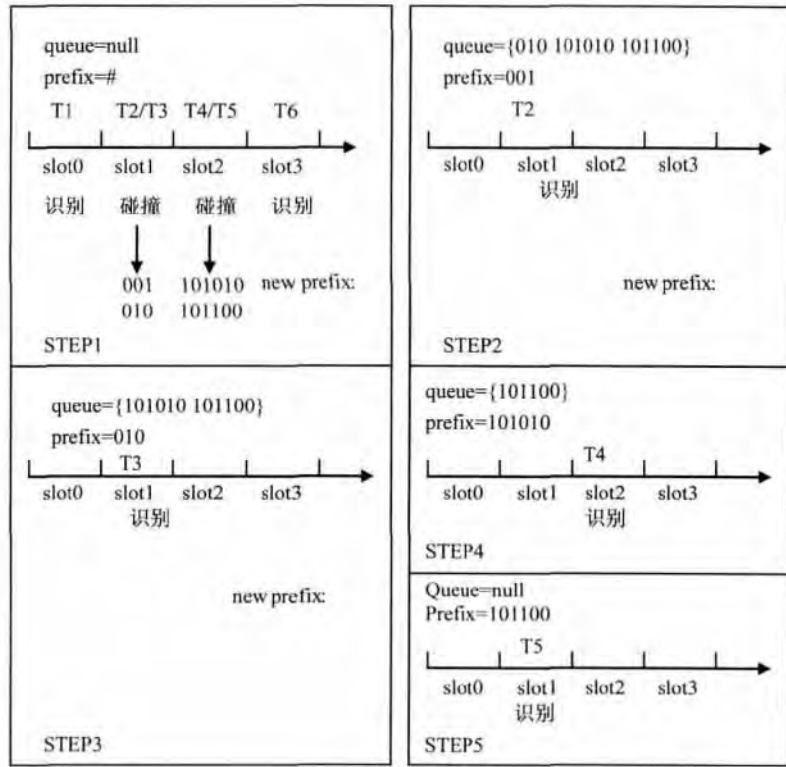 queue=null
prefix=#
T1 T2/T3 T4/T5 T6
slot0 slot1 slot2 slot3
识别 碰撞 碰撞 识别
001 101010 new prefix:
010 101100
STEP1
queue={010 101010 101100}
prefix=001
T2
slot0 slot1 slot2 slot3
识别
new prefix:
STEP2
queue={101010 101100}
prefix=010
T3
slot0 slot1 slot2 slot3
识别
new prefix:
STEP3
queue={101100}
prefix=101010
T4
slot0 slot1 slot2 slot3
识别
STEP4
Queue=null
Prefix=101100
T5
slot0 slot1 slot2 slot3
识别
STEP5